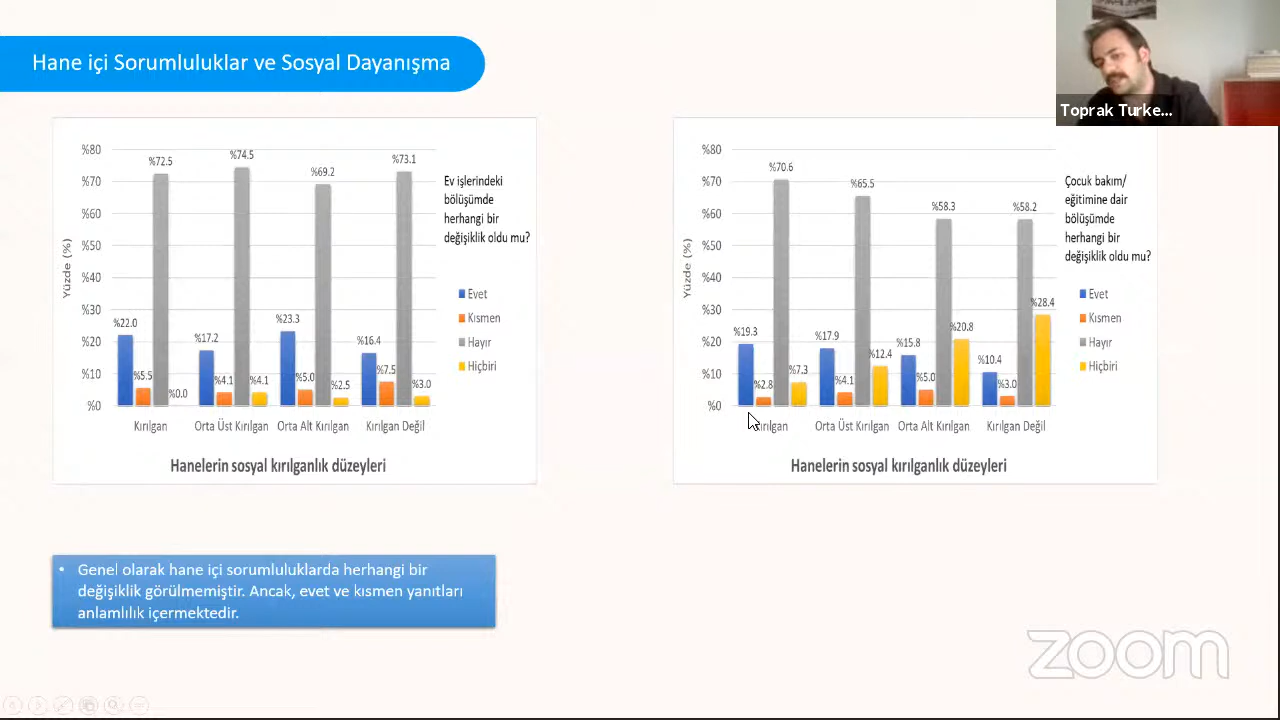 Hane içi Sorumluluklar ve Sosyal Dayanışma
Toprak Turke...
%80
%70
%60
%50
%40
%30
%20
%10
%0
Yüzde (%)
%22.0
%5.5
%72.5
%0.0
%17.2
%4.1
%74.5
%4.1
%23.3
%5.0
%69.2
%2.5
%16.4
%7.5
%73.1
%3.0
Kırılgan
Orta Üst Kırılgan
Orta Alt Kırılgan
Kırılgan Değil
Hanelerin sosyal kırılganlık düzeyleri
Ev işlerindeki
bölüşümde
herhangi bir
değişiklik oldu mu?
Evet
Kısmen
Hayır
Hiçbiri
%80
%70
%60
%50
%40
%30
%20
%10
%0
Yüzde (%)
%19.3
%2.8
%70.6
%7.3
%17.9
%4.1
%65.5
%12.4
%15.8
%5.0
%58.3
%20.8
%10.4
%3.0
%58.2
%28.4
Kırılgan
Orta Üst Kırılgan
Orta Alt Kırılgan
Kırılgan Değil
Hanelerin sosyal kırılganlık düzeyleri
Çocuk bakım/
eğitimine dair
bölüşümde
herhangi bir
değişiklik oldu mu?
Evet
Kısmen
Hayır
Hiçbiri
• Genel olarak hane içi sorumluluklarda herhangi bir
değişiklik görülmemiştir. Ancak, evet ve kısmen yanıtları
anlamlılık içermektedir.
zoom